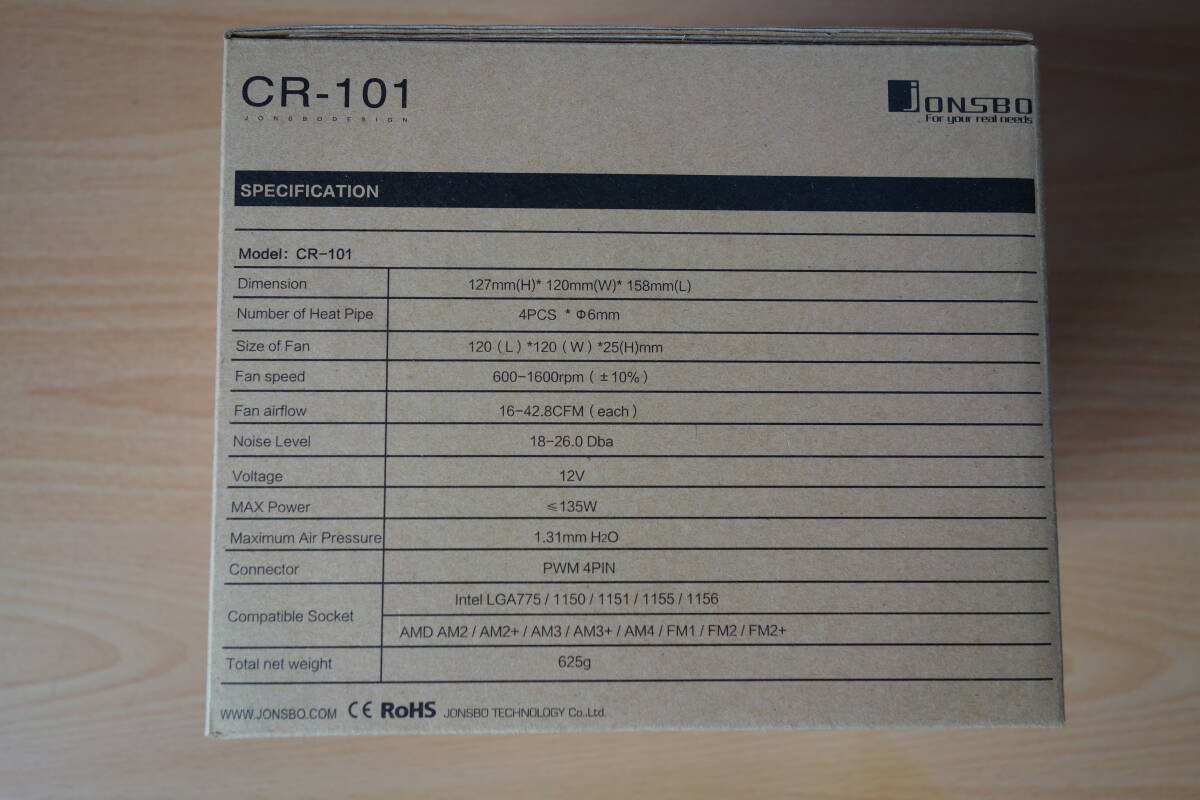 CR-101
JONSBODESIGN
JONSBO
For your real needs
SPECIFICATION
Model: CR-101
Dimension 127mm(H)* 120mm(W)* 158mm(L)
Number of Heat Pipe 4PCS * Φ6mm
Size of Fan 120 ( L ) *120 ( W ) *25(H)mm
Fan speed 600-1600rpm ( ±10% )
Fan airflow 16-42.8CFM ( each )
Noise Level 18-26.0 Dba
Voltage 12V
MAX Power ≤135W
Maximum Air Pressure 1.31mm H2O
Connector PWM 4PIN
Compatible Socket Intel LGA775 / 1150 / 1151 / 1155 / 1156
AMD AM2 / AM2+ / AM3 / AM3+ / AM4 / FM1 / FM2 / FM2+
Total net weight 625g
WWW.JONSBO.COM CE RoHS JONSBO TECHNOLOGY Co.,Ltd.